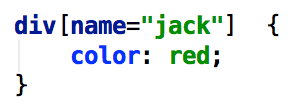 div[name="jack"]  {
    color: red;
}